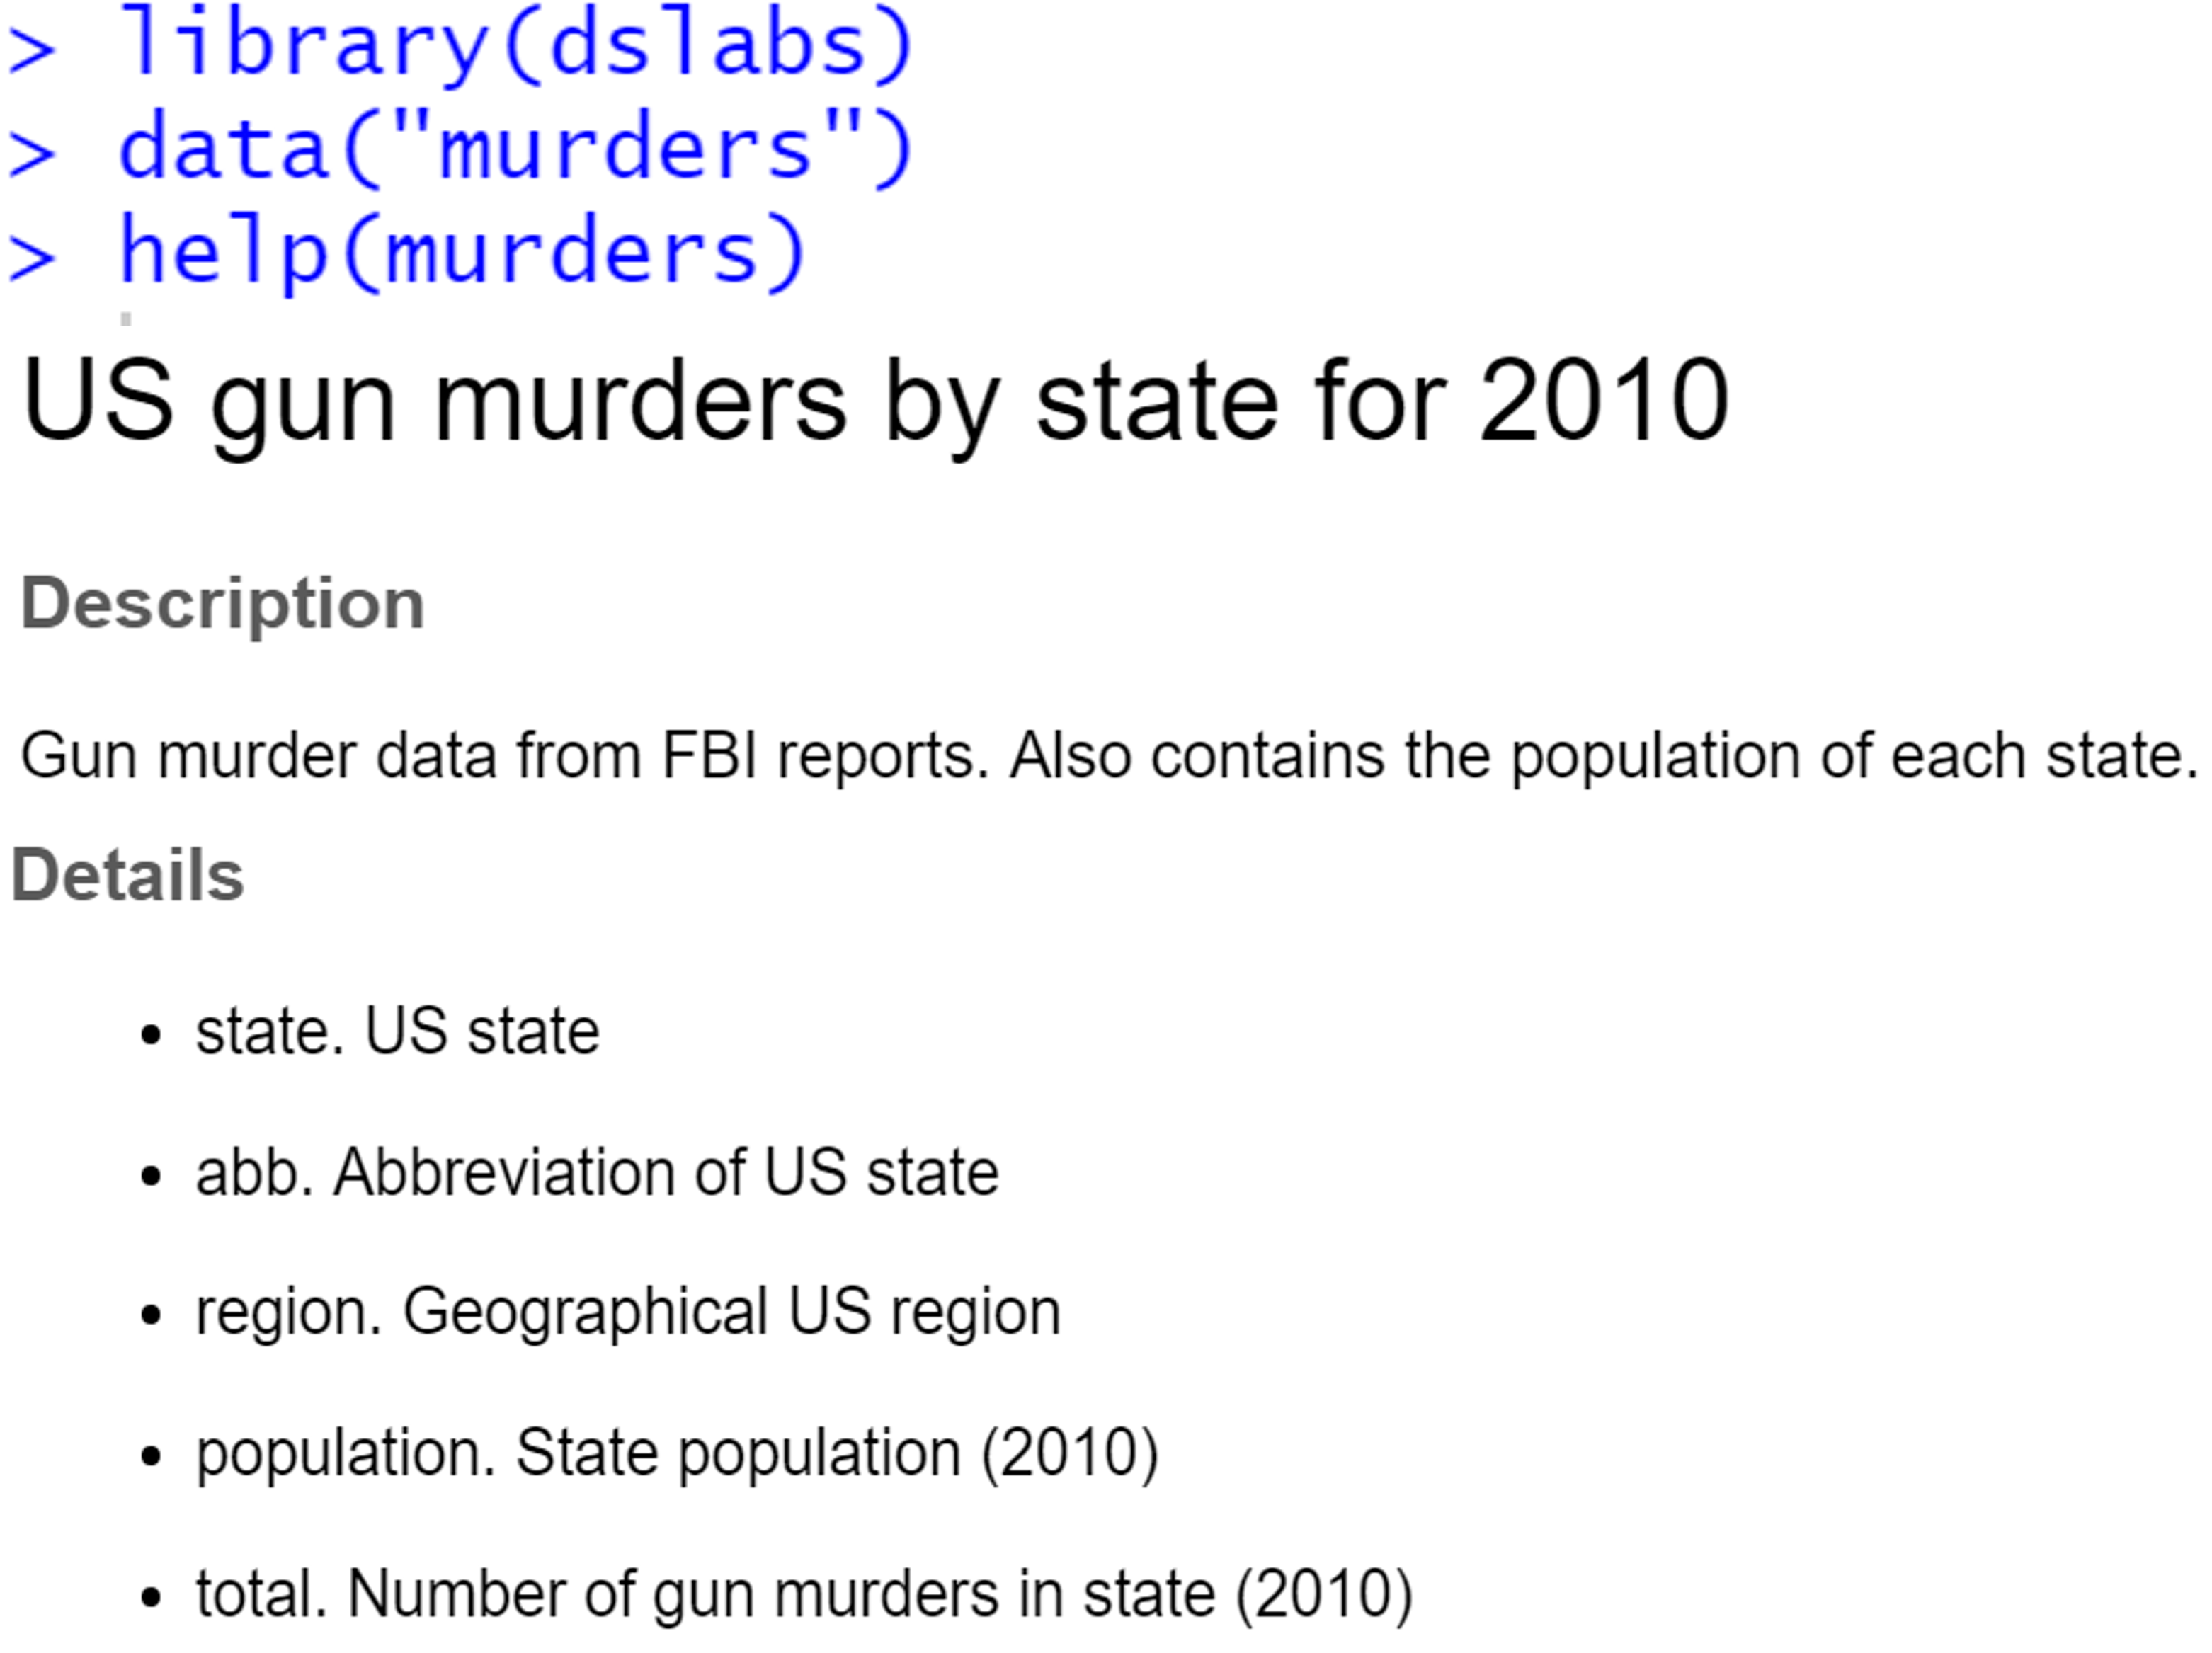 > library(dslabs)
> data("murders")
> help(murders)
US gun murders by state for 2010
Description
Gun murder data from FBI reports. Also contains the population of each state.
Details
• state. US state
• abb. Abbreviation of US state
• region. Geographical US region
• population. State population (2010)
• total. Number of gun murders in state (2010)